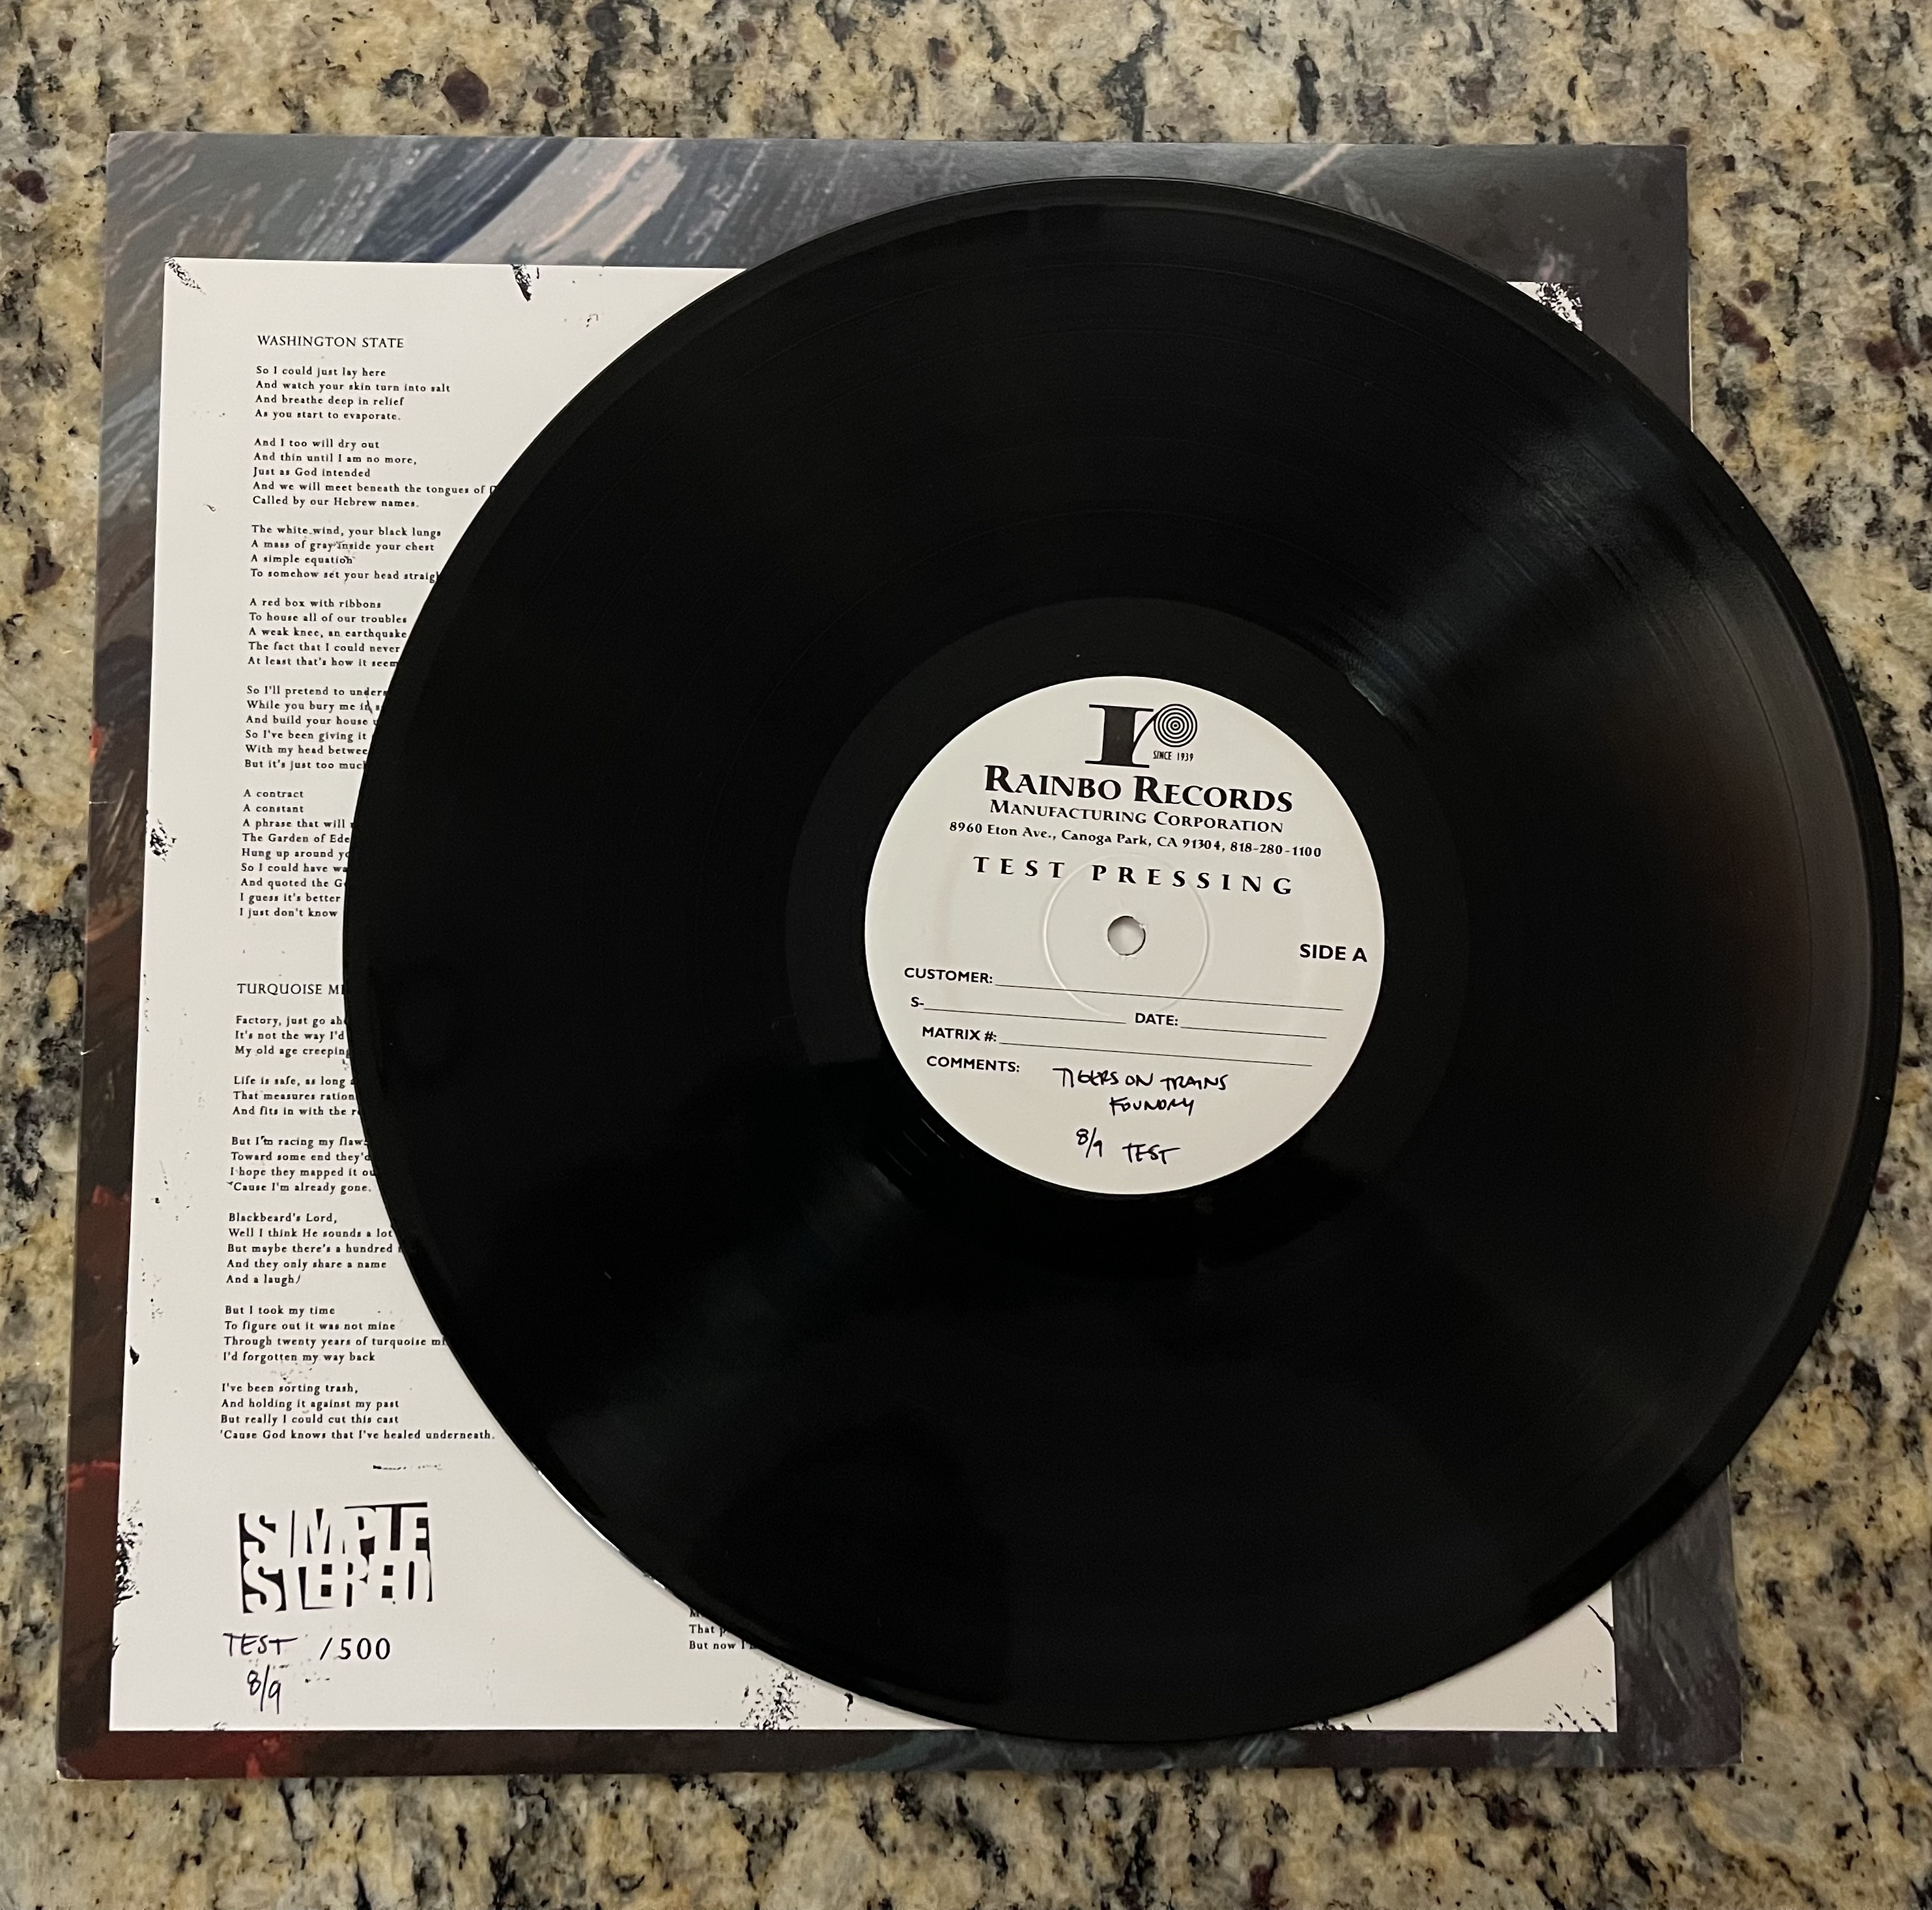 WASHINGTON STATE
So I could just lay here
And watch your skin turn into salt
And breathe deep in relief
As you start to evaporate.
And I too will dry out
And thin until I am no more,
Just as God intended
And we will meet beneath the tongues of
Called by our Hebrew names.
The white wind, your black lungs
A mass of gray inside your chest
A simple equation
To somehow set your head
A red box with ribbons
To house all of our troubles
A weak knee, an earthquake
The fact that I could never
At least that's how it
So I'll pretend to
While you bury me in
And build your house
So I've been giving it
With my head
But it's just too
A contract
A constant
A phrase that will
The Garden of
Hung up around
So I could have
And quoted the
I guess it's better
I just don't know
TURQUOISE
Factory, just go
It's not the way I'd
My old age creeping
Life is safe, as long
That measures
And fits in with the
But I'm racing my
Toward some end
I hope they mapped it
'Cause I'm already gone.
Blackbeard's Lord,
Well I think He sounds a lot
But maybe there's a hundred
And they only share a name
And a laugh/
But I took my time
To figure out it was not mine
Through twenty years of turquoise
I'd forgotten my way back
I've been sorting trash,
And holding it against my past
But really I could cut this cast
'Cause God knows that I've healed underneath.
SIMPLE
STEREO
TEST /500
8/9
That
But now
SINCE 1939
RAINBO RECORDS
MANUFACTURING CORPORATION
8960 Eton Ave., Canoga Park, CA 91304, 818-280-1100
TEST PRESSING
SIDE A
CUSTOMER:
S- DATE:
MATRIX #:
COMMENTS: TIGERS ON TRAINS
FOUNDRY
8/9 TEST